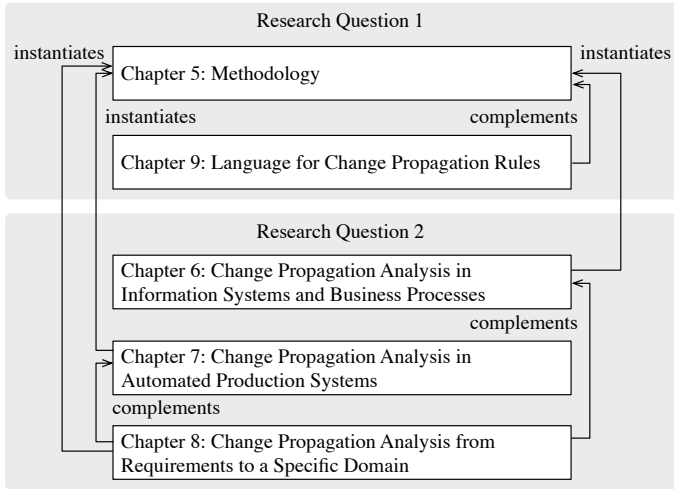 Research Question 1
instantiates
instantiates
Chapter 5: Methodology
instantiates
complements
Chapter 9: Language for Change Propagation Rules
Research Question 2
Chapter 6: Change Propagation Analysis in
Information Systems and Business Processes
complements
Chapter 7: Change Propagation Analysis in
Automated Production Systems
complements
Chapter 8: Change Propagation Analysis from
Requirements to a Specific Domain